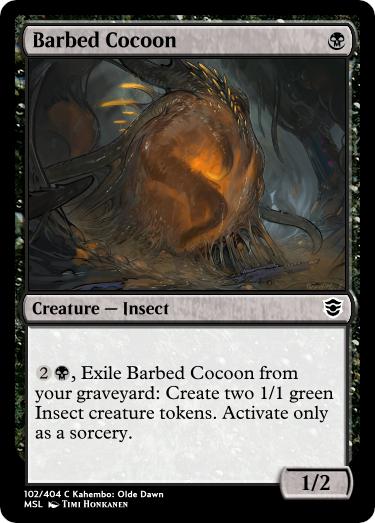 Barbed Cocoon
Creature — Insect
2, Exile Barbed Cocoon from
your graveyard: Create two 1/1 green
Insect creature tokens. Activate only
as a sorcery.
1/2
102/404 C Kahembo: Olde Dawn
MSL Timi Honkanen